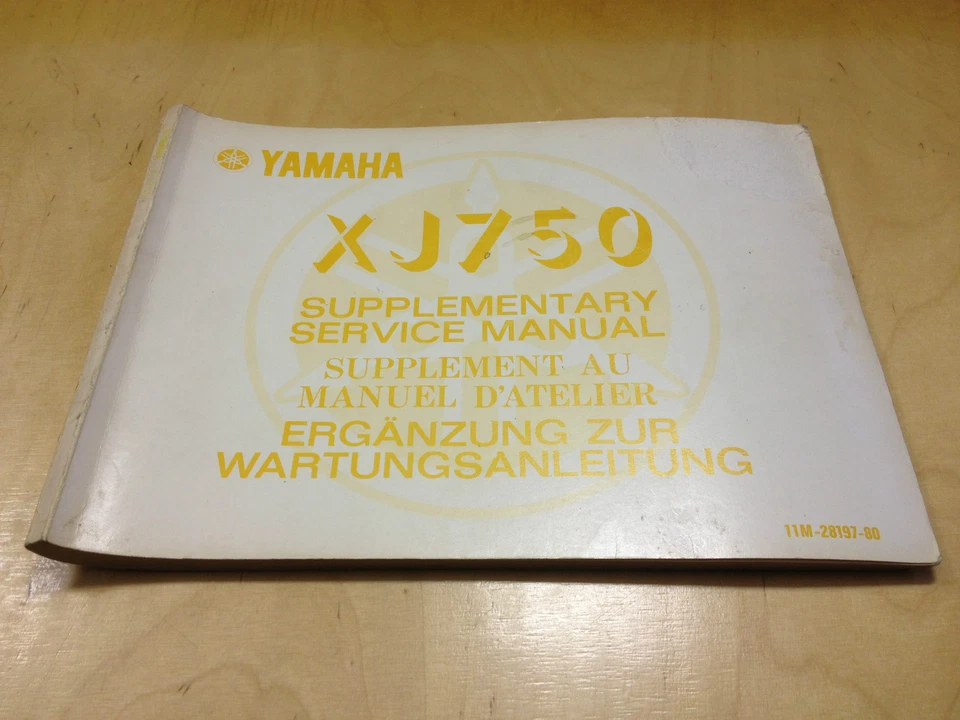 YAMAHA
XJ750
SUPPLEMENTARY
SERVICE MANUAL
SUPPLEMENT AU
MANUEL D'ATELIER
ERGÄNZUNG ZUR
WARTUNGSANLEITUNG
11M-28197-80